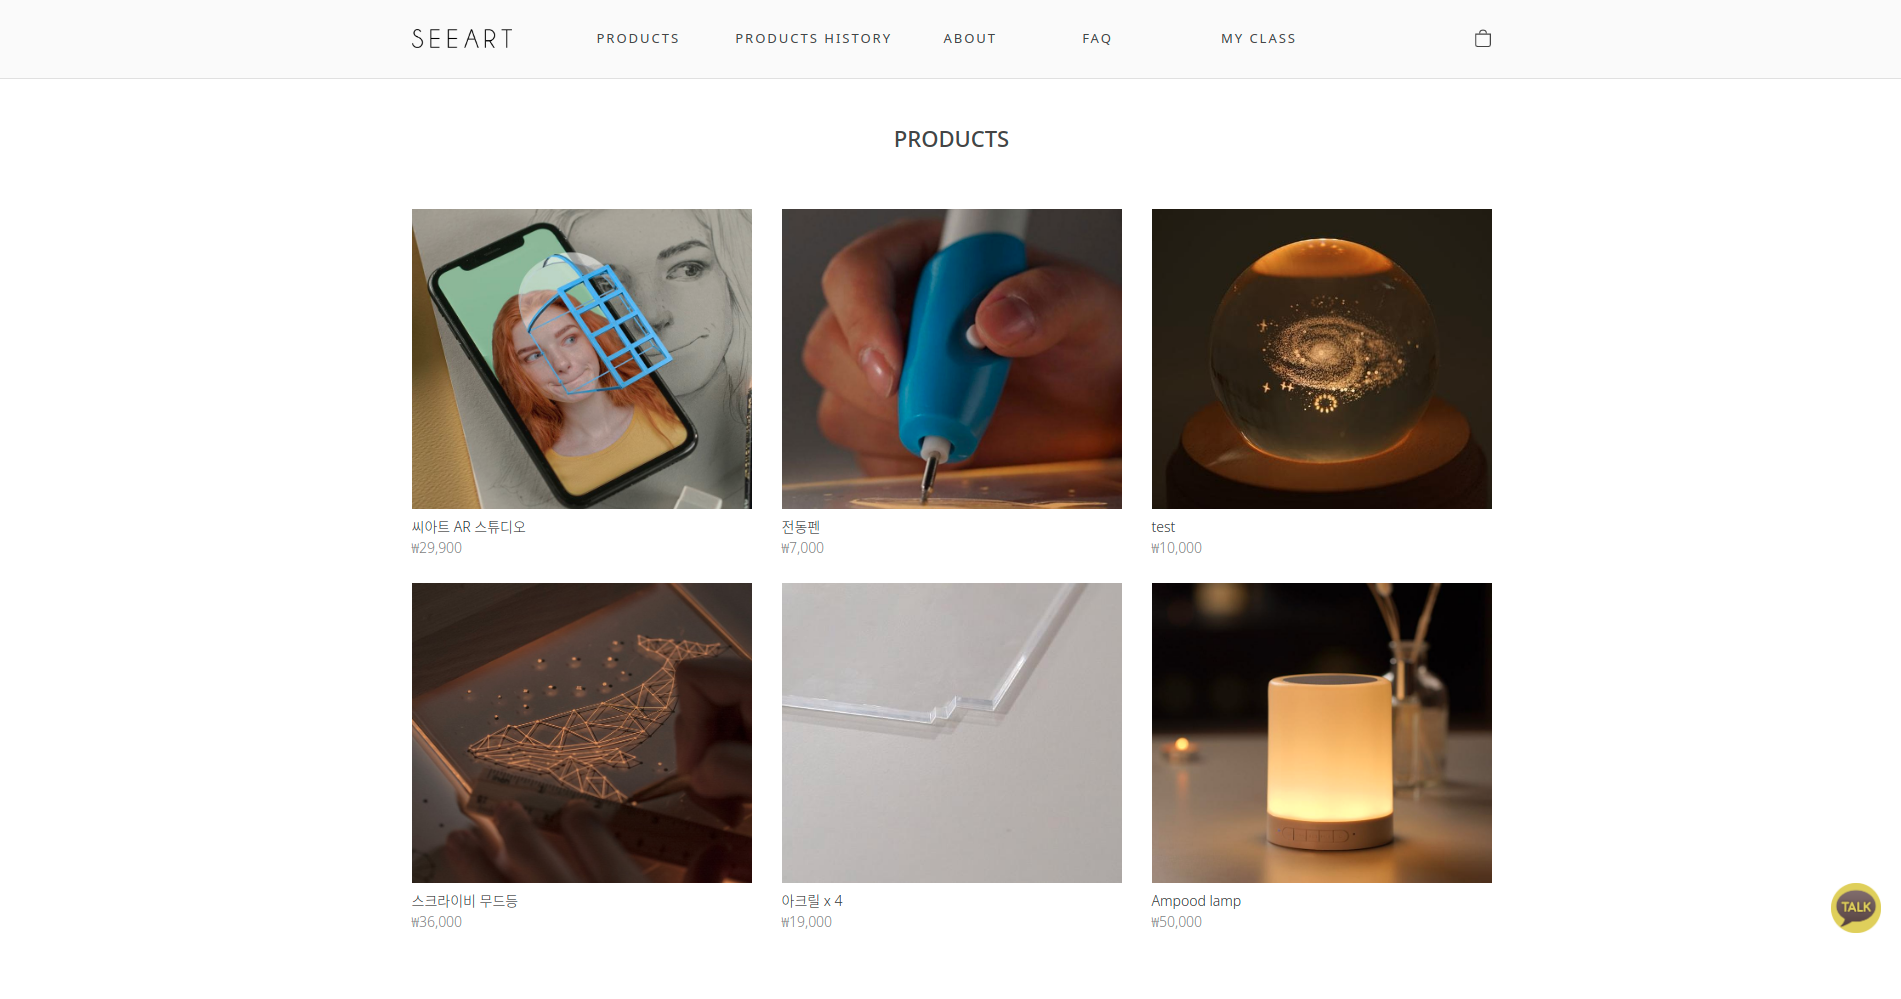 SEEART
PRODUCTS
PRODUCTS HISTORY
ABOUT
FAQ
MY CLASS
PRODUCTS
씨아트 AR 스튜디오
₩29,900
전동펜
₩7,000
test
₩10,000
스크라이비 무드등
₩36,000
아크릴 x 4
₩19,000
Ampood lamp
₩50,000
TALK